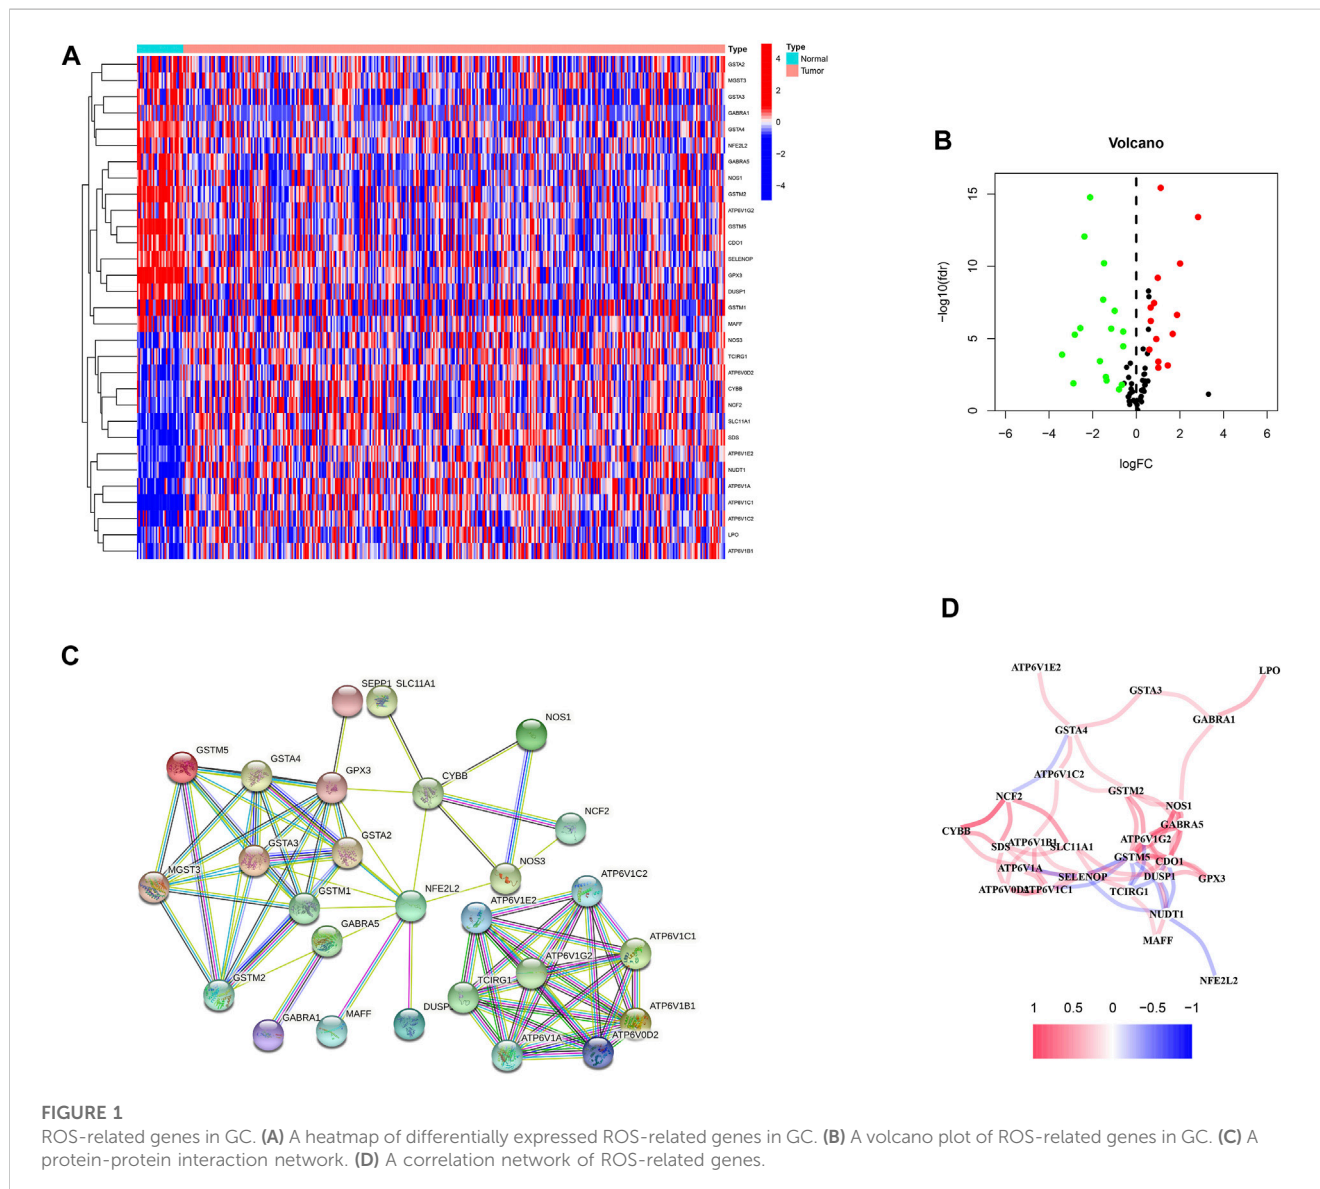 A
Type
GSTA2
MGST3
GSTA3
GABRA1
GSTA4
NFE2L2
GABRA5
NOS1
GSTM2
ATP6V1G2
GSTM5
CDO1
SELENOP
GPX3
DUSP1
GSTM1
MAFF
NOS3
TCIRG1
ATP6V0D2
CYBB
NCF2
SLC11A1
SDS
ATP6V1E2
NUDT1
ATP6V1A
ATP6V1C1
ATP6V1C2
LPO
ATP6V1B1
4
2
0
−2
−4
Type
Normal
Tumor
B
Volcano
−log10(fdr)
15
10
5
0
−6 −4 −2 0 2 4 6
logFC
C
SEPP1 SLC11A1
NOS1
GSTM5
GSTA4
GPX3
CYBB
NCF2
GSTA2
GSTA3
NOS3
MGST3
GSTM1
NFE2L2
ATP6V1C2
ATP6V1E2
GABRA5
ATP6V1C1
ATP6V1G2
GSTM2
TCIRG1
ATP6V1B1
GABRA1
MAFF
DUSP
ATP6V1A
ATP6V0D2
D
ATP6V1E2
LPO
GSTA3
GABRA1
GSTA4
ATP6V1C2
GSTM2
NCF2
NOS1
GABRA5
CYBB
ATP6V1G2
SDS
ATP6V1B1
SLC11A1
GSTM5
CDO1
ATP6V1A
SELENOP
DUSP1
GPX3
ATP6V0D2
ATP6V1C1
TCIRG1
NUDT1
MAFF
NFE2L2
1 0.5 0 −0.5 −1
FIGURE 1
ROS-related genes in GC. (A) A heatmap of differentially expressed ROS-related genes in GC. (B) A volcano plot of ROS-related genes in GC. (C) A
protein-protein interaction network. (D) A correlation network of ROS-related genes.